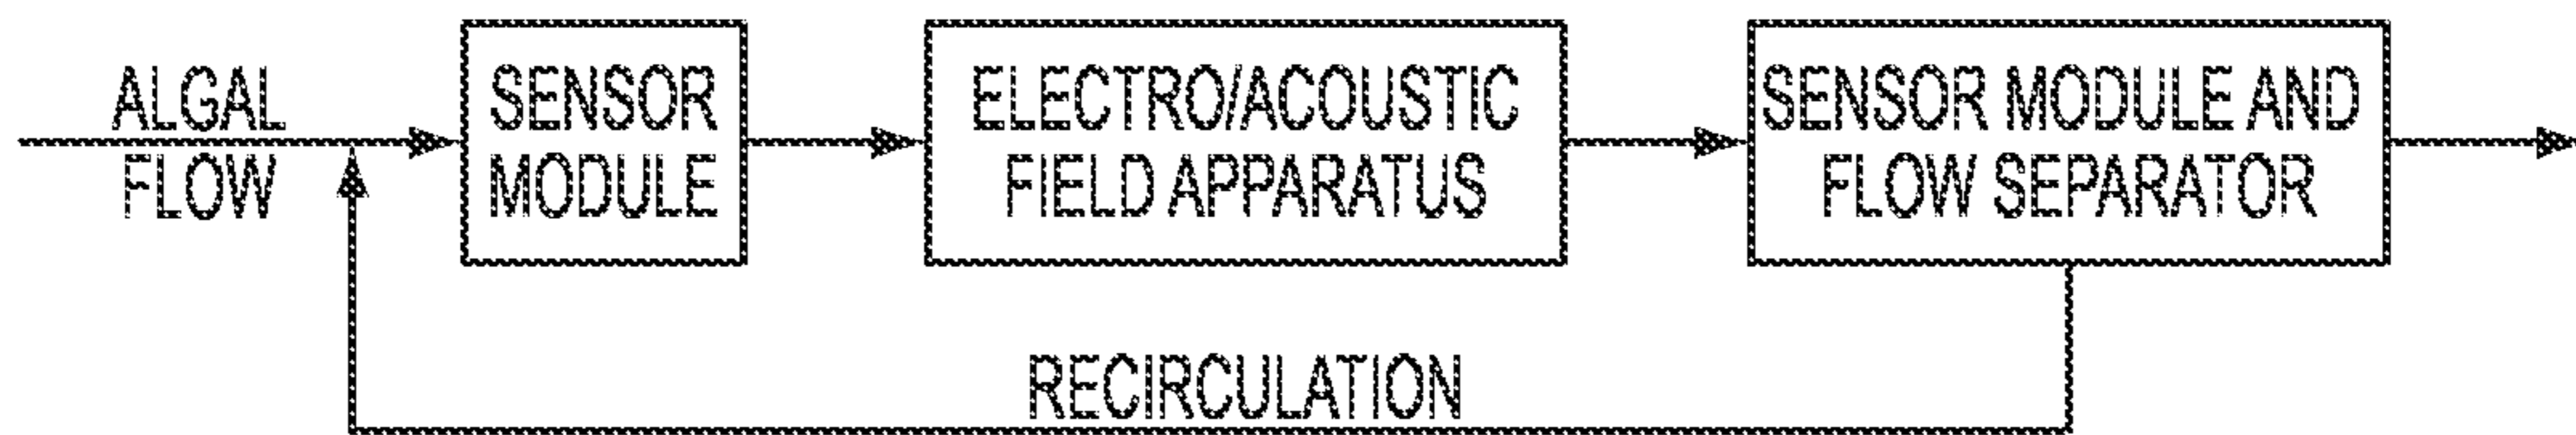 ALGAL
FLOW
SENSOR
MODULE
ELECTRO/ACOUSTIC
FIELD APPARATUS
SENSOR MODULE AND
FLOW SEPARATOR
RECIRCULATION